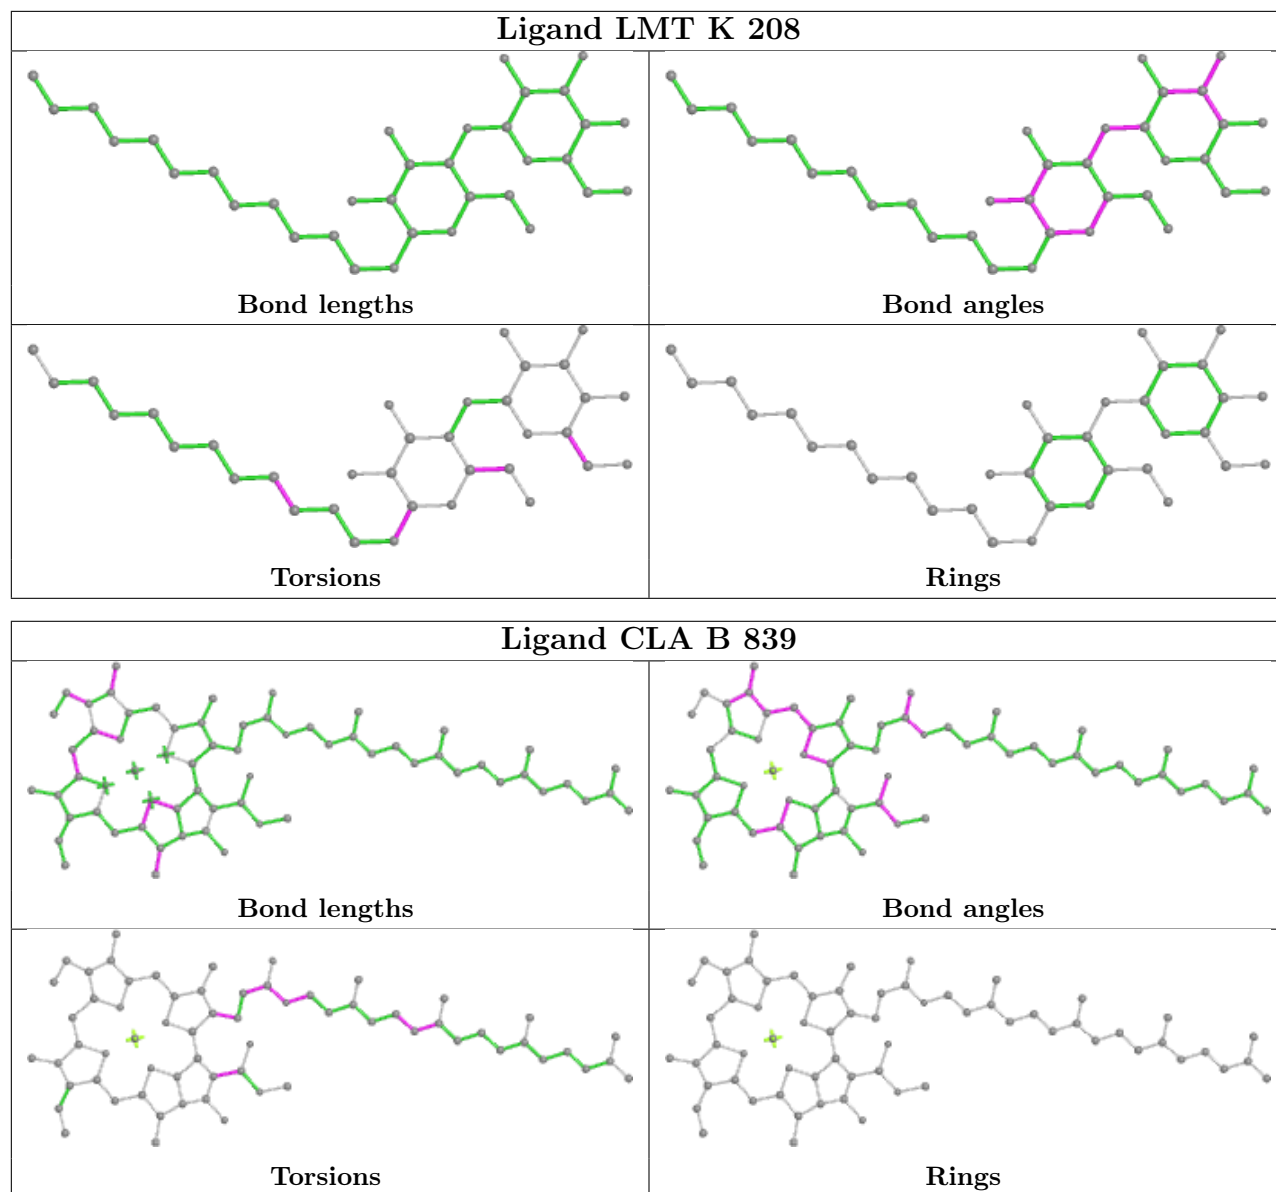 Ligand LMT K 208
Bond lengths
Bond angles
Torsions
Rings
Ligand CLA B 839
Bond lengths
Bond angles
Torsions
Rings